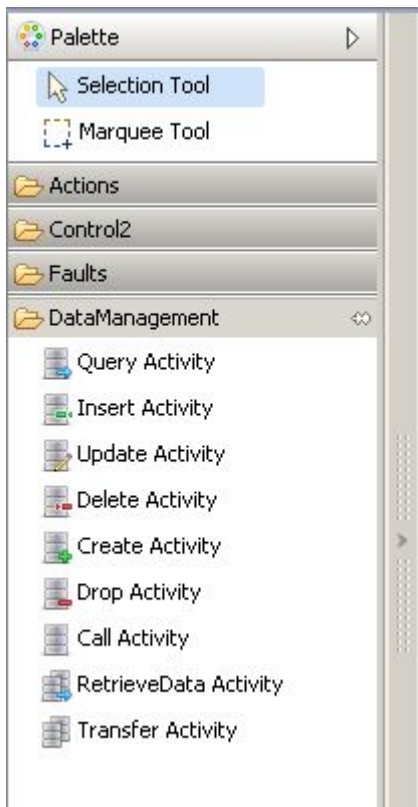 Palette
Selection Tool
Marquee Tool
Actions
Control2
Faults
DataManagement
Query Activity
Insert Activity
Update Activity
Delete Activity
Create Activity
Drop Activity
Call Activity
RetrieveData Activity
Transfer Activity